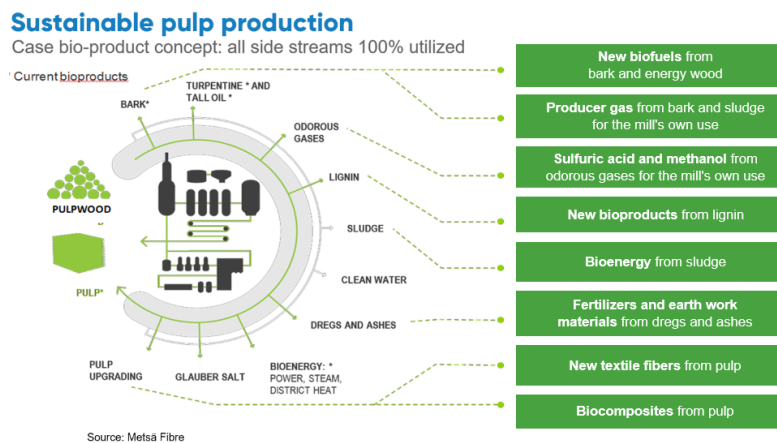 Sustainable pulp production
Case bio-product concept: all side streams 100% utilized
* Current bioproducts
BARK*
TURPENTINE * AND
TALL OIL *
ODOROUS
GASES
LIGNIN
SLUDGE
CLEAN WATER
DREGS AND ASHES
BIOENERGY: *
POWER, STEAM,
DISTRICT HEAT
GLAUBER SALT
PULP
UPGRADING
PULP*
PULPWOOD
New biofuels from
bark and energy wood
Producer gas from bark and sludge
for the mill's own use
Sulfuric acid and methanol from
odorous gases for the mill's own use
New bioproducts from lignin
Bioenergy from sludge
Fertilizers and earth work
materials from dregs and ashes
New textile fibers from pulp
Biocomposites from pulp
Source: Metsä Fibre